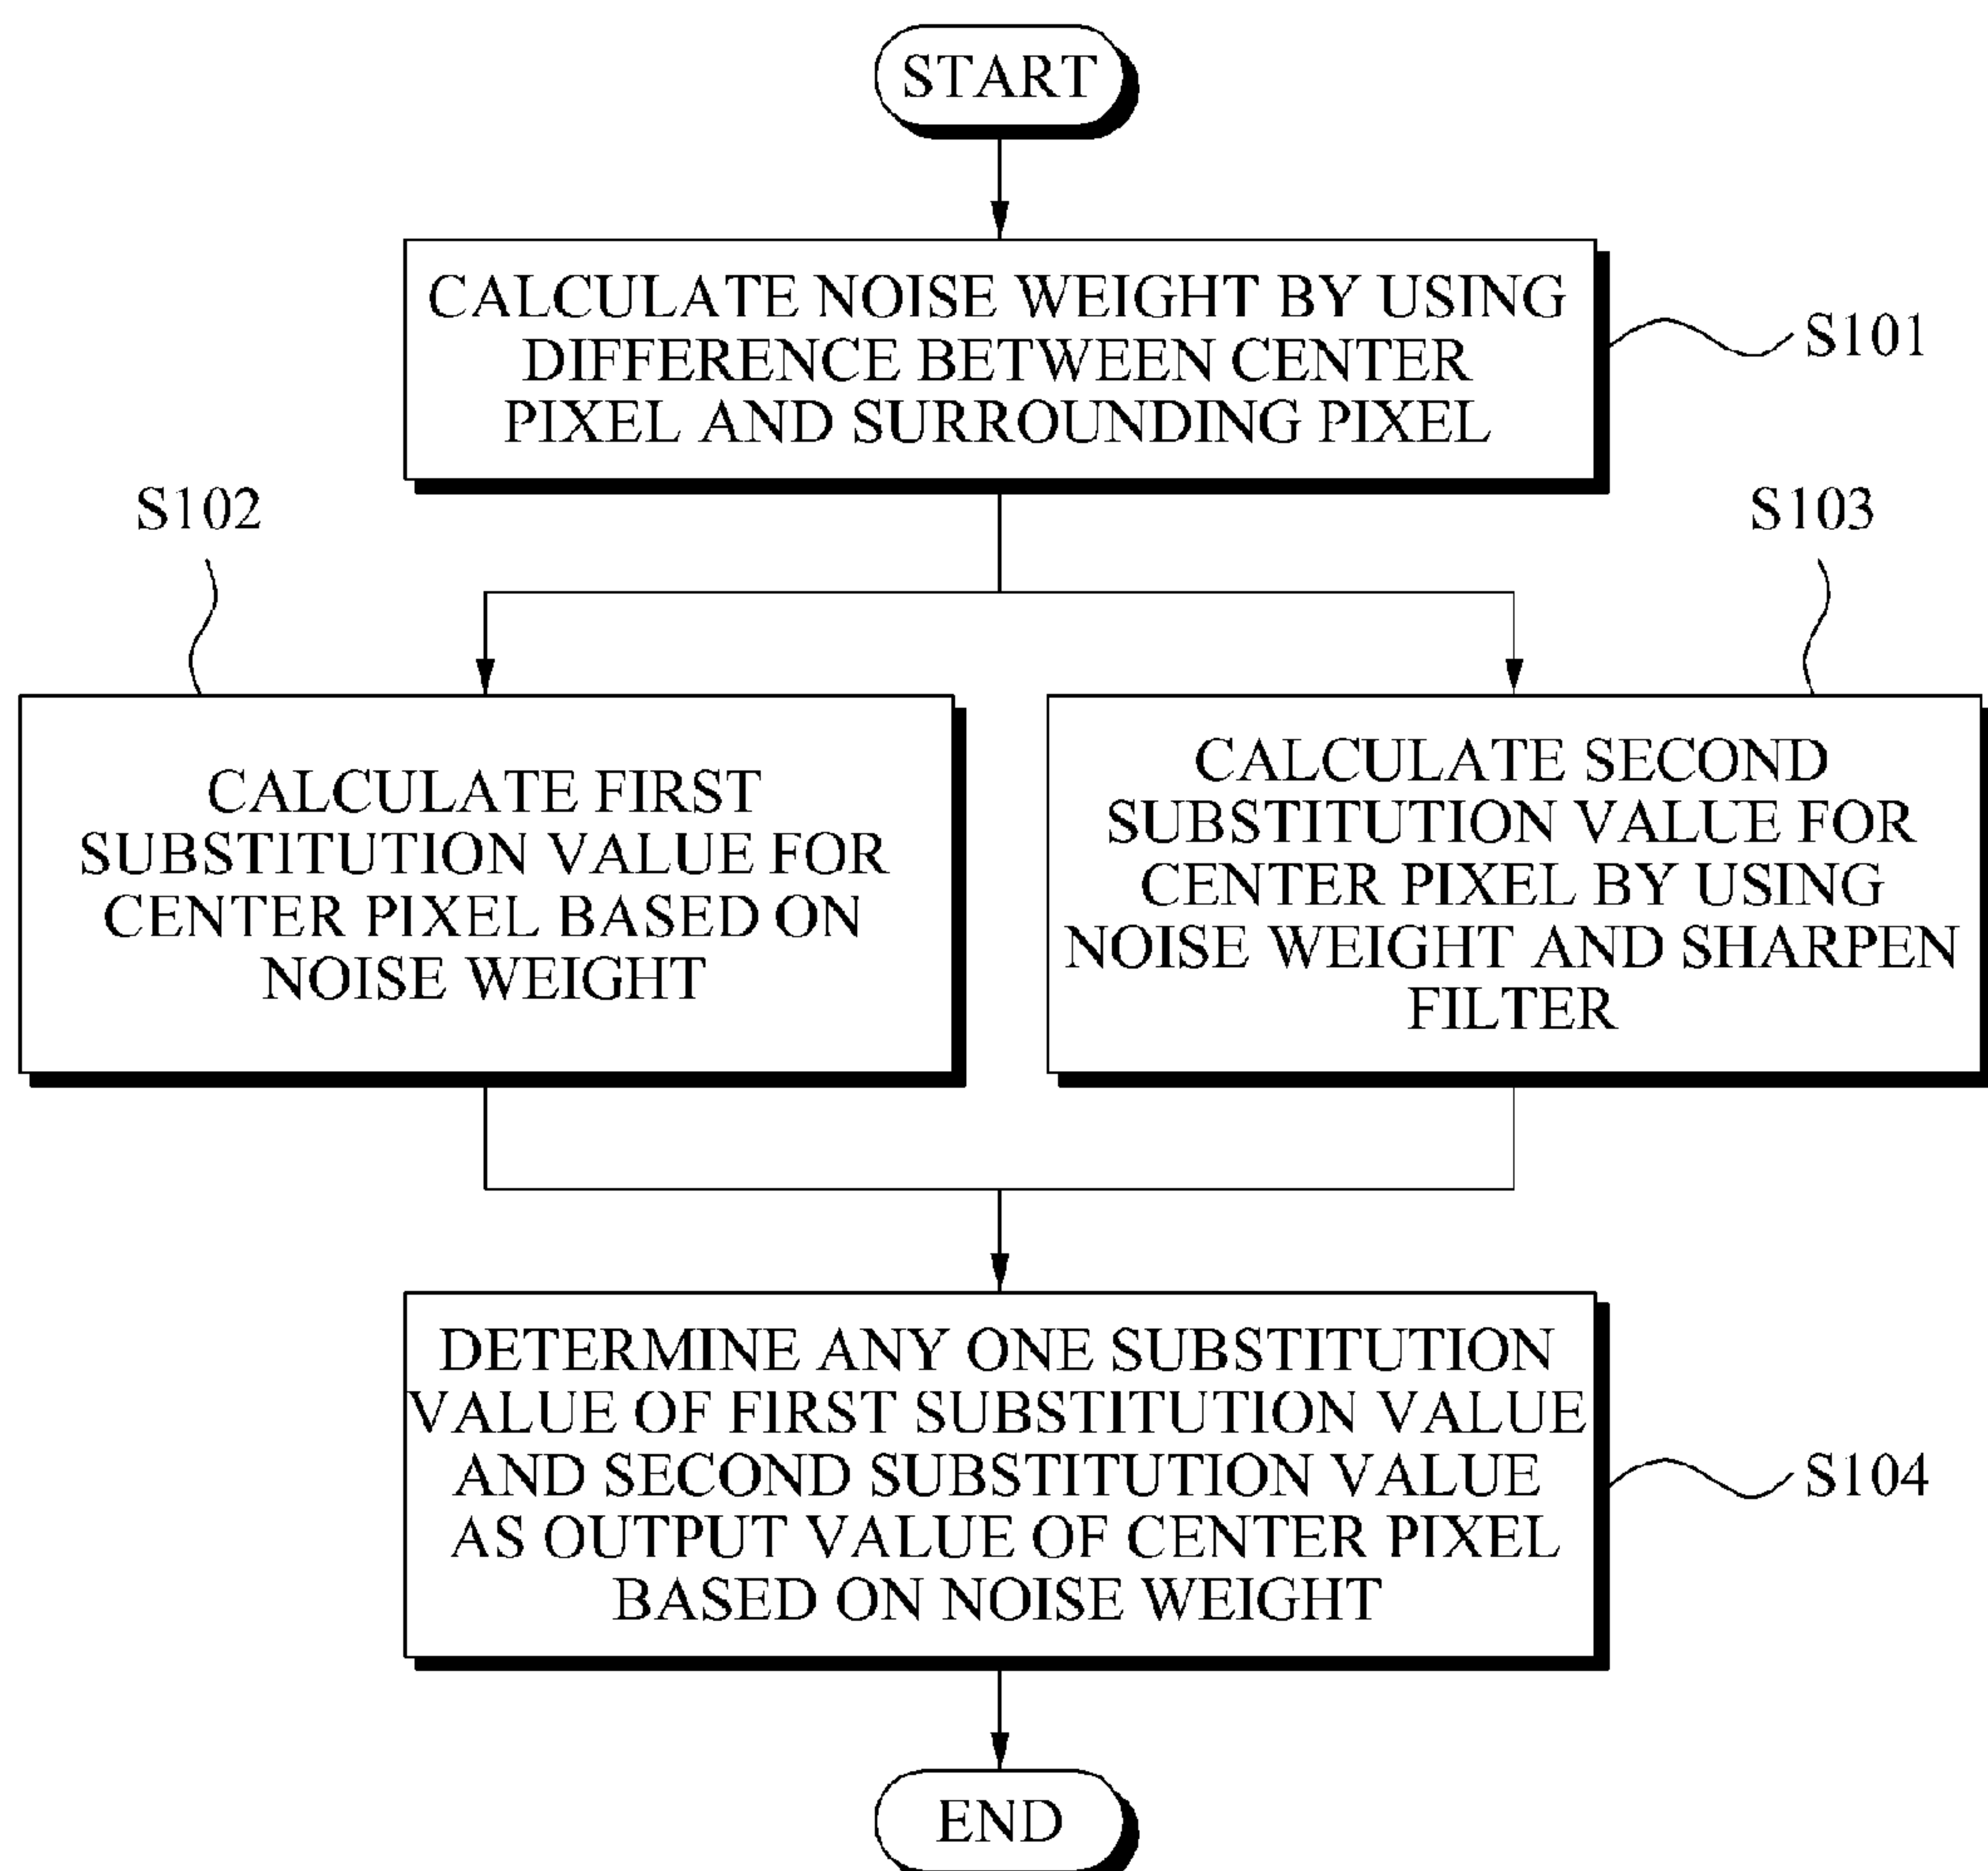 START
CALCULATE NOISE WEIGHT BY USING
DIFFERENCE BETWEEN CENTER
PIXEL AND SURROUNDING PIXEL
S101
S102
S103
CALCULATE FIRST
SUBSTITUTION VALUE FOR
CENTER PIXEL BASED ON
NOISE WEIGHT
CALCULATE SECOND
SUBSTITUTION VALUE FOR
CENTER PIXEL BY USING
NOISE WEIGHT AND SHARPEN
FILTER
DETERMINE ANY ONE SUBSTITUTION
VALUE OF FIRST SUBSTITUTION VALUE
AND SECOND SUBSTITUTION VALUE
AS OUTPUT VALUE OF CENTER PIXEL
BASED ON NOISE WEIGHT
S104
END